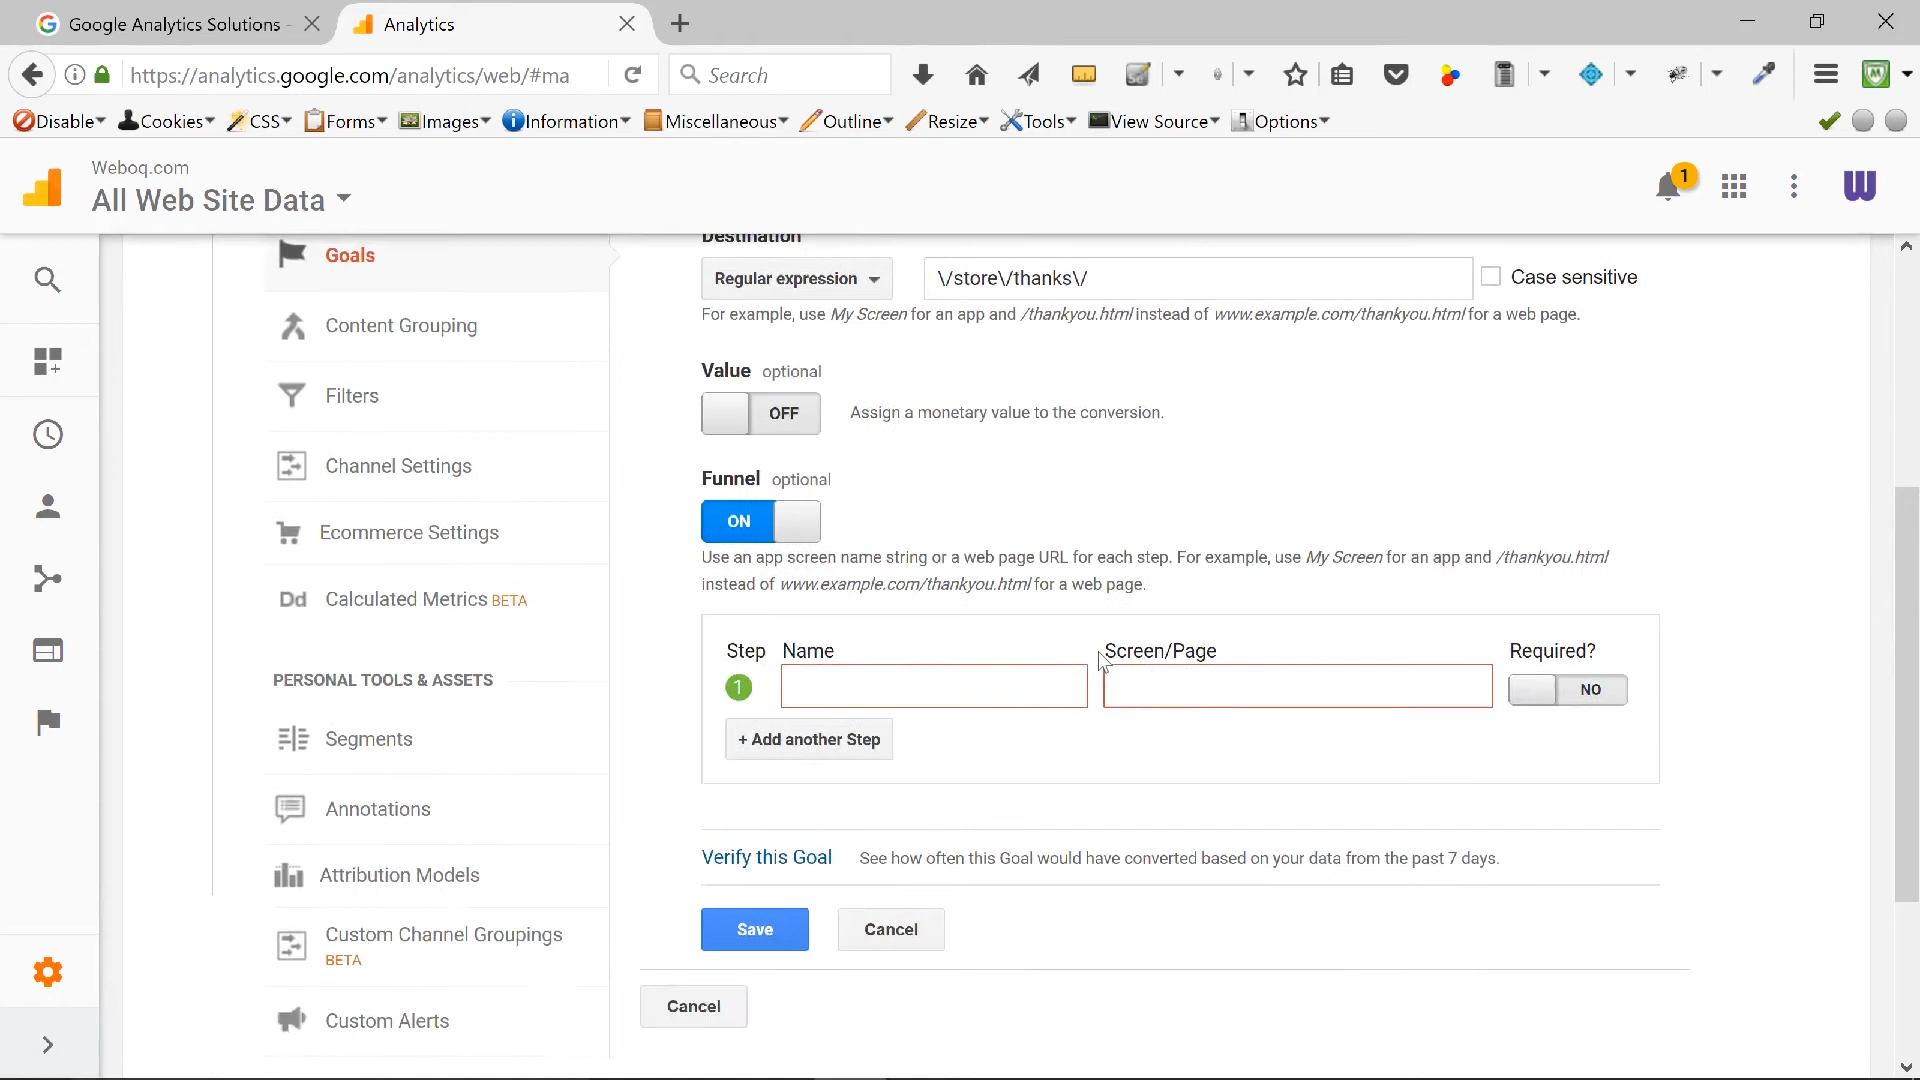 Google Analytics Solutions -
Analytics
https://analytics.google.com/analytics/web/#ma
Search
Disable Cookies CSS Forms Images Information Miscellaneous Outline Resize Tools View Source Options
Weboq.com
All Web Site Data
1
Goals
Content Grouping
Filters
Channel Settings
Ecommerce Settings
Dd Calculated Metrics BETA
PERSONAL TOOLS & ASSETS
Segments
Annotations
Attribution Models
Custom Channel Groupings
BETA
Custom Alerts
Destination
Regular expression \/store\/thanks\/ Case sensitive
For example, use My Screen for an app and /thankyou.html instead of www.example.com/thankyou.html for a web page.
Value optional
OFF Assign a monetary value to the conversion.
Funnel optional
ON
Use an app screen name string or a web page URL for each step. For example, use My Screen for an app and /thankyou.html
instead of www.example.com/thankyou.html for a web page.
Step Name Screen/Page Required?
1 NO
+ Add another Step
Verify this Goal See how often this Goal would have converted based on your data from the past 7 days.
Save Cancel
Cancel